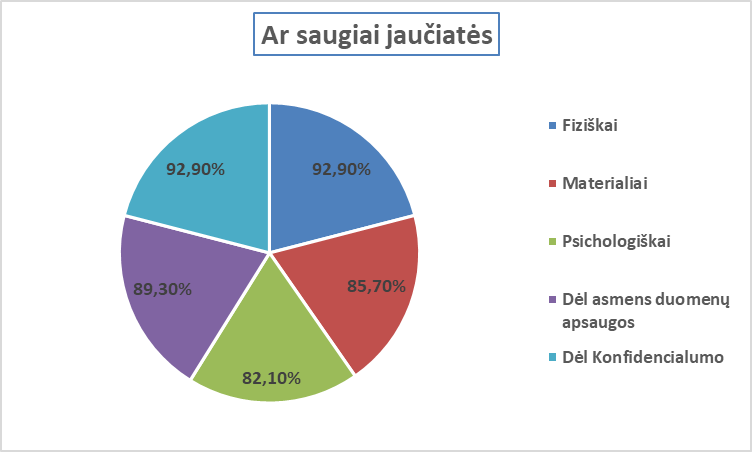 Ar saugiai jaučiatės
92,90%
92,90%
85,70%
89,30%
82,10%
Fiziškai
Materialiai
Psichologiškai
Dėl asmens duomenų
apsaugos
Dėl Konfidencialumo